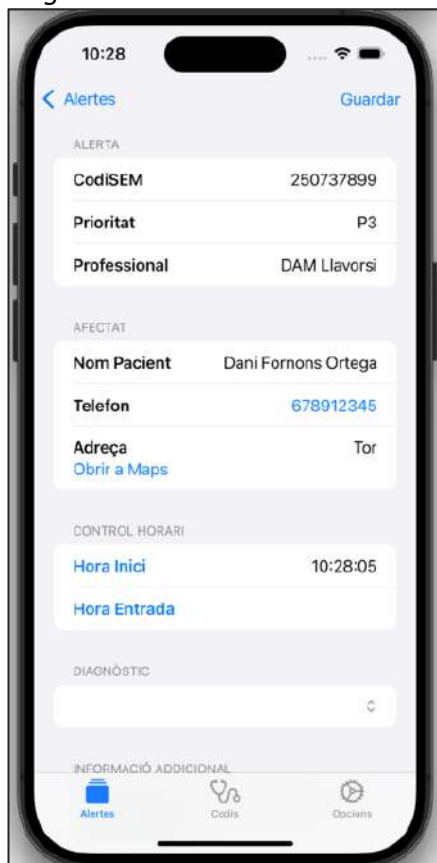 10:28
Alertes Guardar
ALERTA
CodiSEM 250737899
Prioritat P3
Professional DAM Llavorsi
AFECTAT
Nom Pacient Dani Fornons Ortega
Telefon 678912345
Adreça Tor
Obrir a Maps
CONTROL HORARI
Hora Inici 10:28:05
Hora Entrada
DIAGNÒSTIC
INFORMACIÓ ADDICIONAL
Alertes Codis Opcions